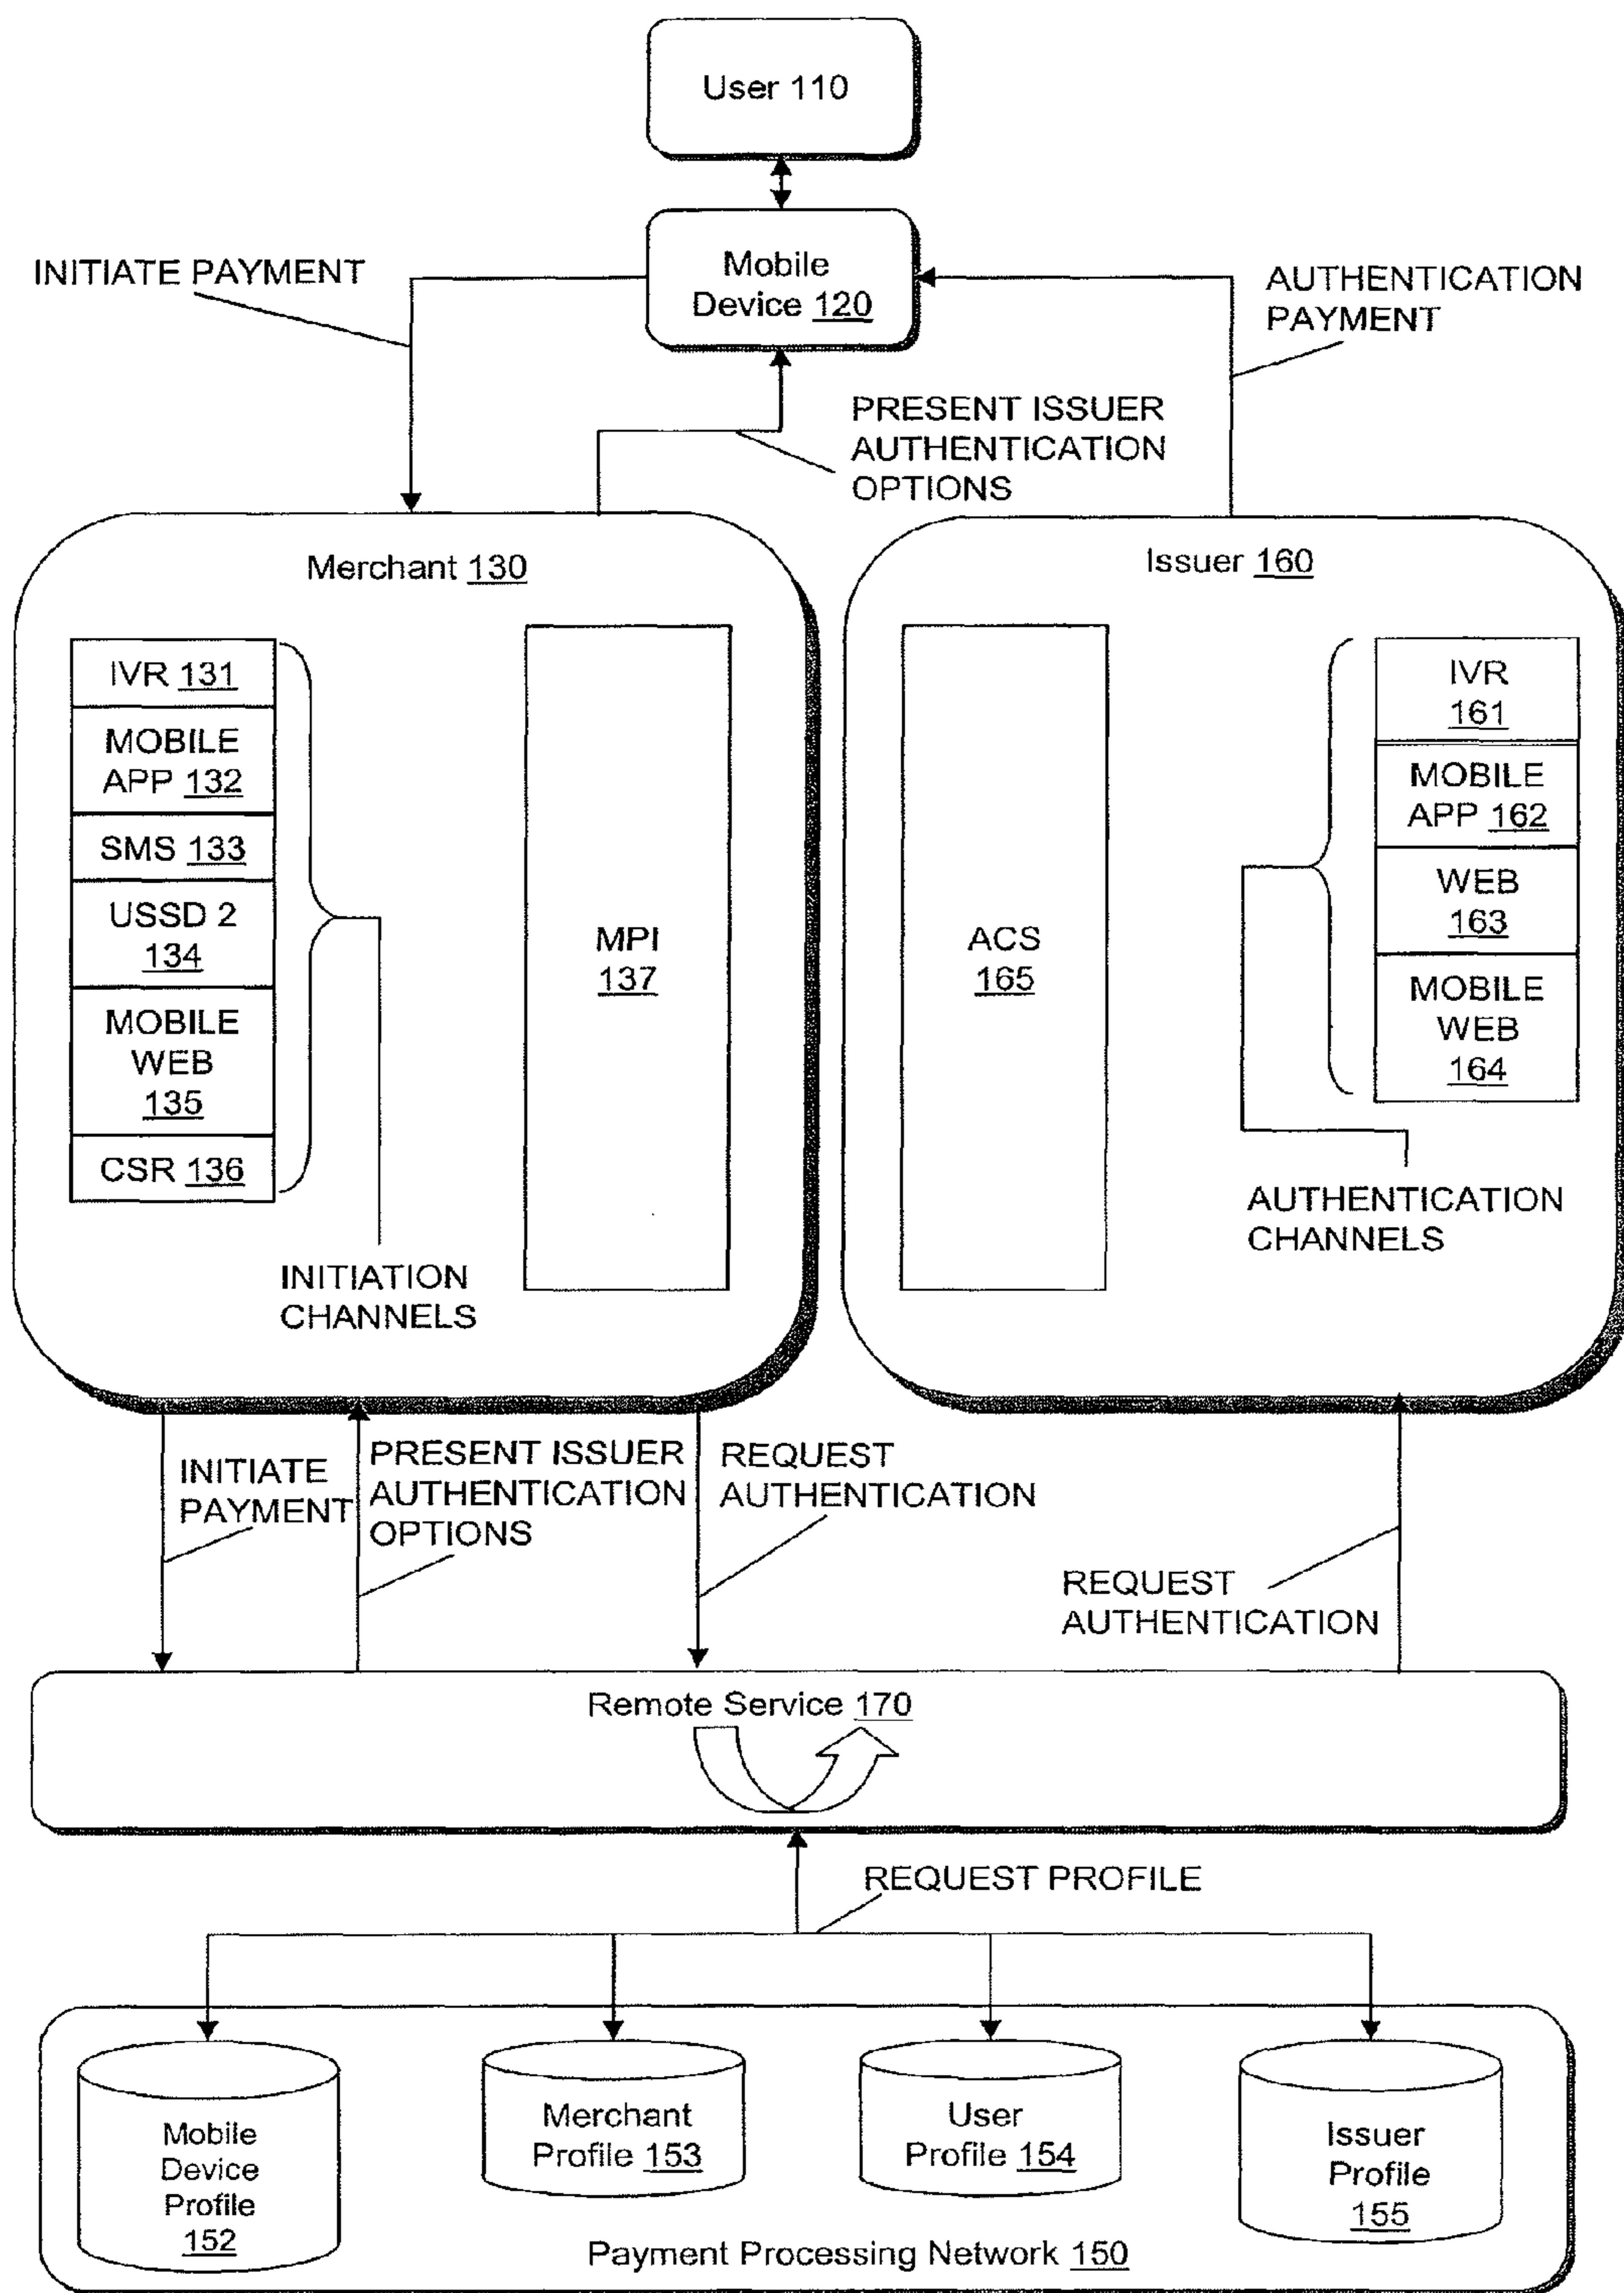 User 110
Mobile
Device 120
INITIATE PAYMENT
AUTHENTICATION
PAYMENT
PRESENT ISSUER
AUTHENTICATION
OPTIONS
Merchant 130
IVR 131
MOBILE
APP 132
SMS 133
USSD 2
134
MOBILE
WEB
135
CSR 136
INITIATION
CHANNELS
MPI
137
Issuer 160
ACS
165
IVR
161
MOBILE
APP 162
WEB
163
MOBILE
WEB
164
AUTHENTICATION
CHANNELS
INITIATE
PAYMENT
PRESENT ISSUER
AUTHENTICATION
OPTIONS
REQUEST
AUTHENTICATION
REQUEST
AUTHENTICATION
Remote Service 170
REQUEST PROFILE
Mobile
Device
Profile
152
Merchant
Profile 153
User
Profile 154
Issuer
Profile
155
Payment Processing Network 150